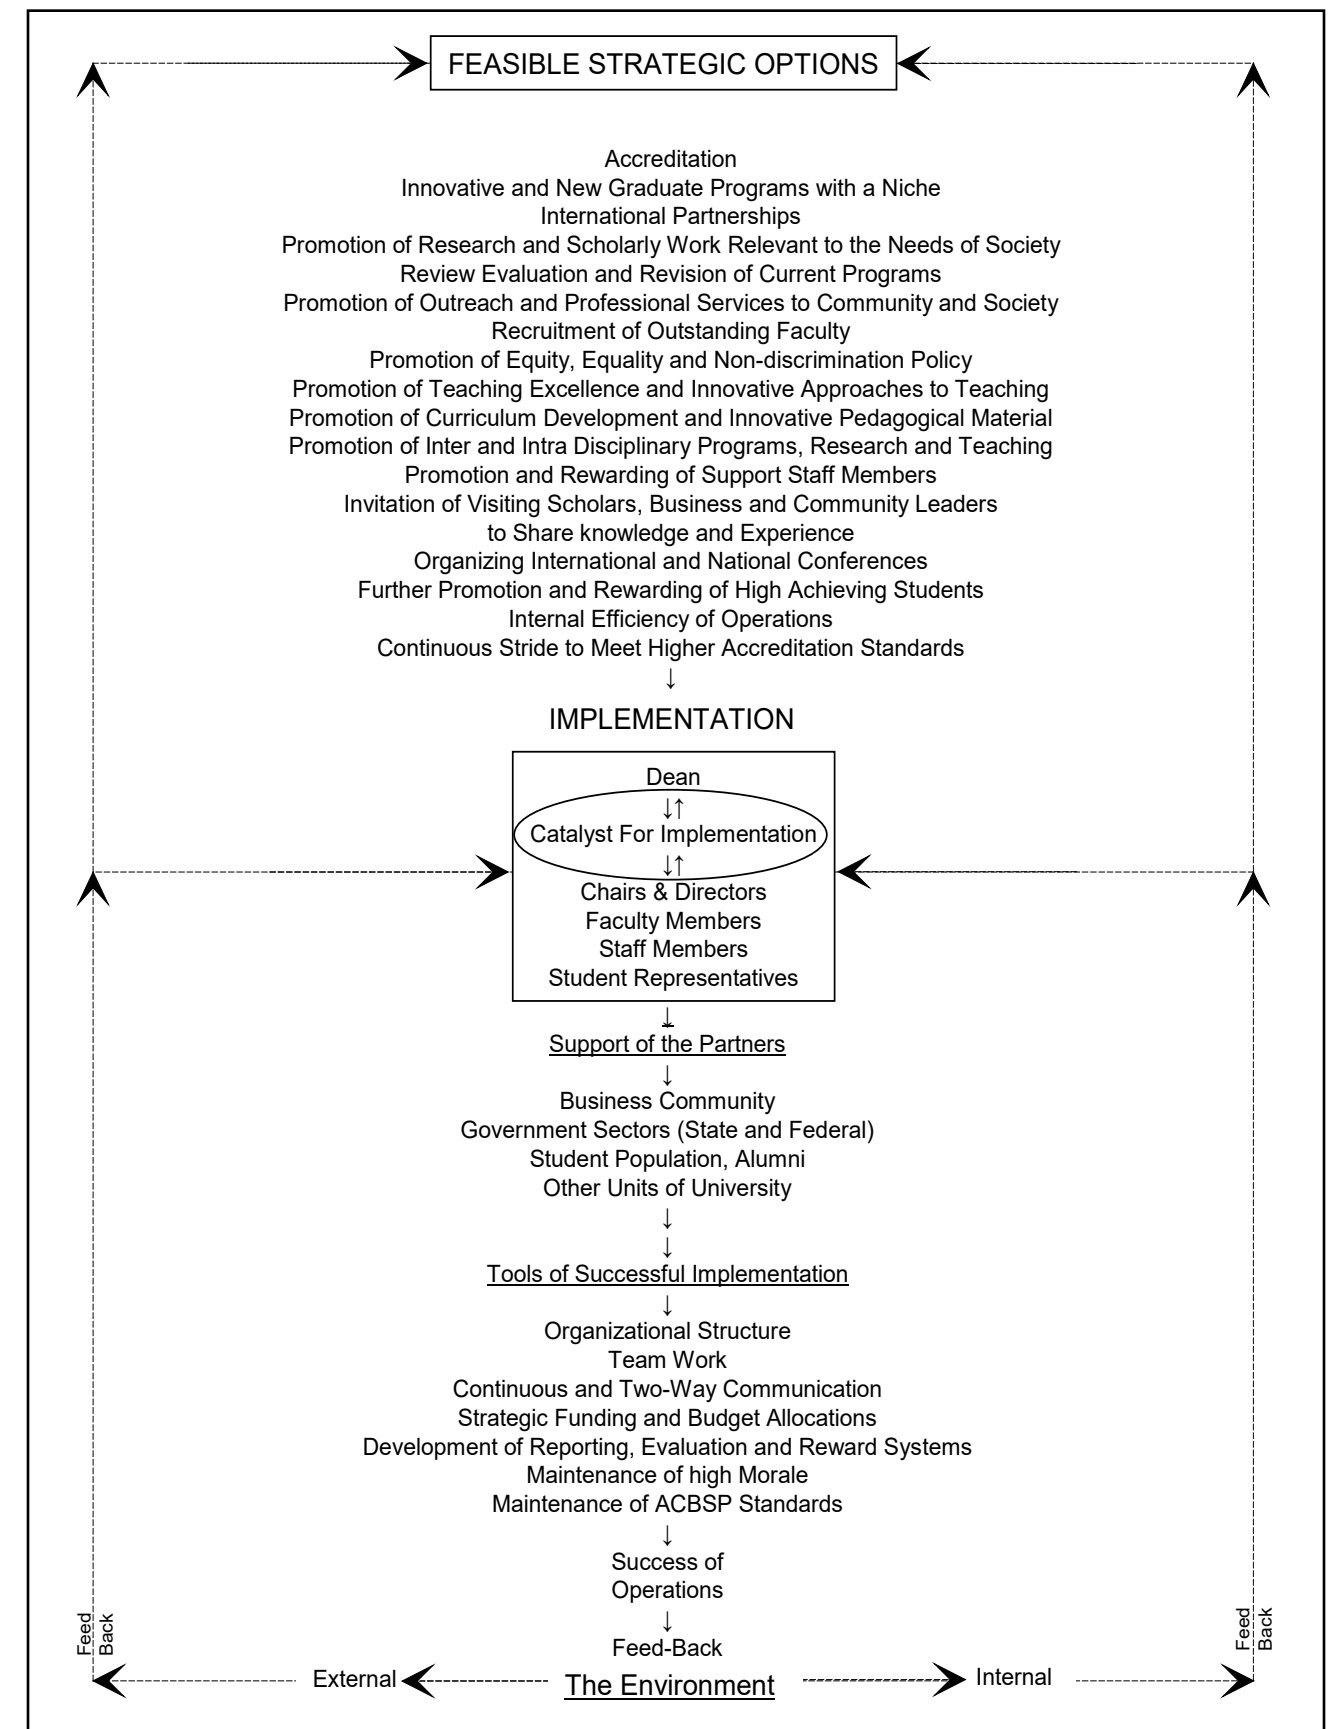 FEASIBLE STRATEGIC OPTIONS
Accreditation
Innovative and New Graduate Programs with a Niche
International Partnerships
Promotion of Research and Scholarly Work Relevant to the Needs of Society
Review Evaluation and Revision of Current Programs
Promotion of Outreach and Professional Services to Community and Society
Recruitment of Outstanding Faculty
Promotion of Equity, Equality and Non-discrimination Policy
Promotion of Teaching Excellence and Innovative Approaches to Teaching
Promotion of Curriculum Development and Innovative Pedagogical Material
Promotion of Inter and Intra Disciplinary Programs, Research and Teaching
Promotion and Rewarding of Support Staff Members
Invitation of Visiting Scholars, Business and Community Leaders
to Share knowledge and Experience
Organizing International and National Conferences
Further Promotion and Rewarding of High Achieving Students
Internal Efficiency of Operations
Continuous Stride to Meet Higher Accreditation Standards
↓
IMPLEMENTATION
Dean
↓↑
Catalyst For Implementation
↓↑
Chairs & Directors
Faculty Members
Staff Members
Student Representatives
↓
Support of the Partners
↓
Business Community
Government Sectors (State and Federal)
Student Population, Alumni
Other Units of University
↓
↓
Tools of Successful Implementation
↓
Organizational Structure
Team Work
Continuous and Two-Way Communication
Strategic Funding and Budget Allocations
Development of Reporting, Evaluation and Reward Systems
Maintenance of high Morale
Maintenance of ACBSP Standards
↓
Success of
Operations
↓
Feed-Back
Feed
Back
External
The Environment
Internal
Feed
Back